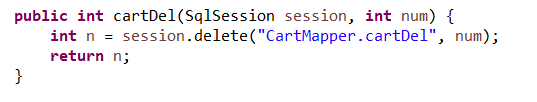 public int cartDel(SqlSession session, int num) {
    int n = session.delete("CartMapper.cartDel", num);
    return n;
}